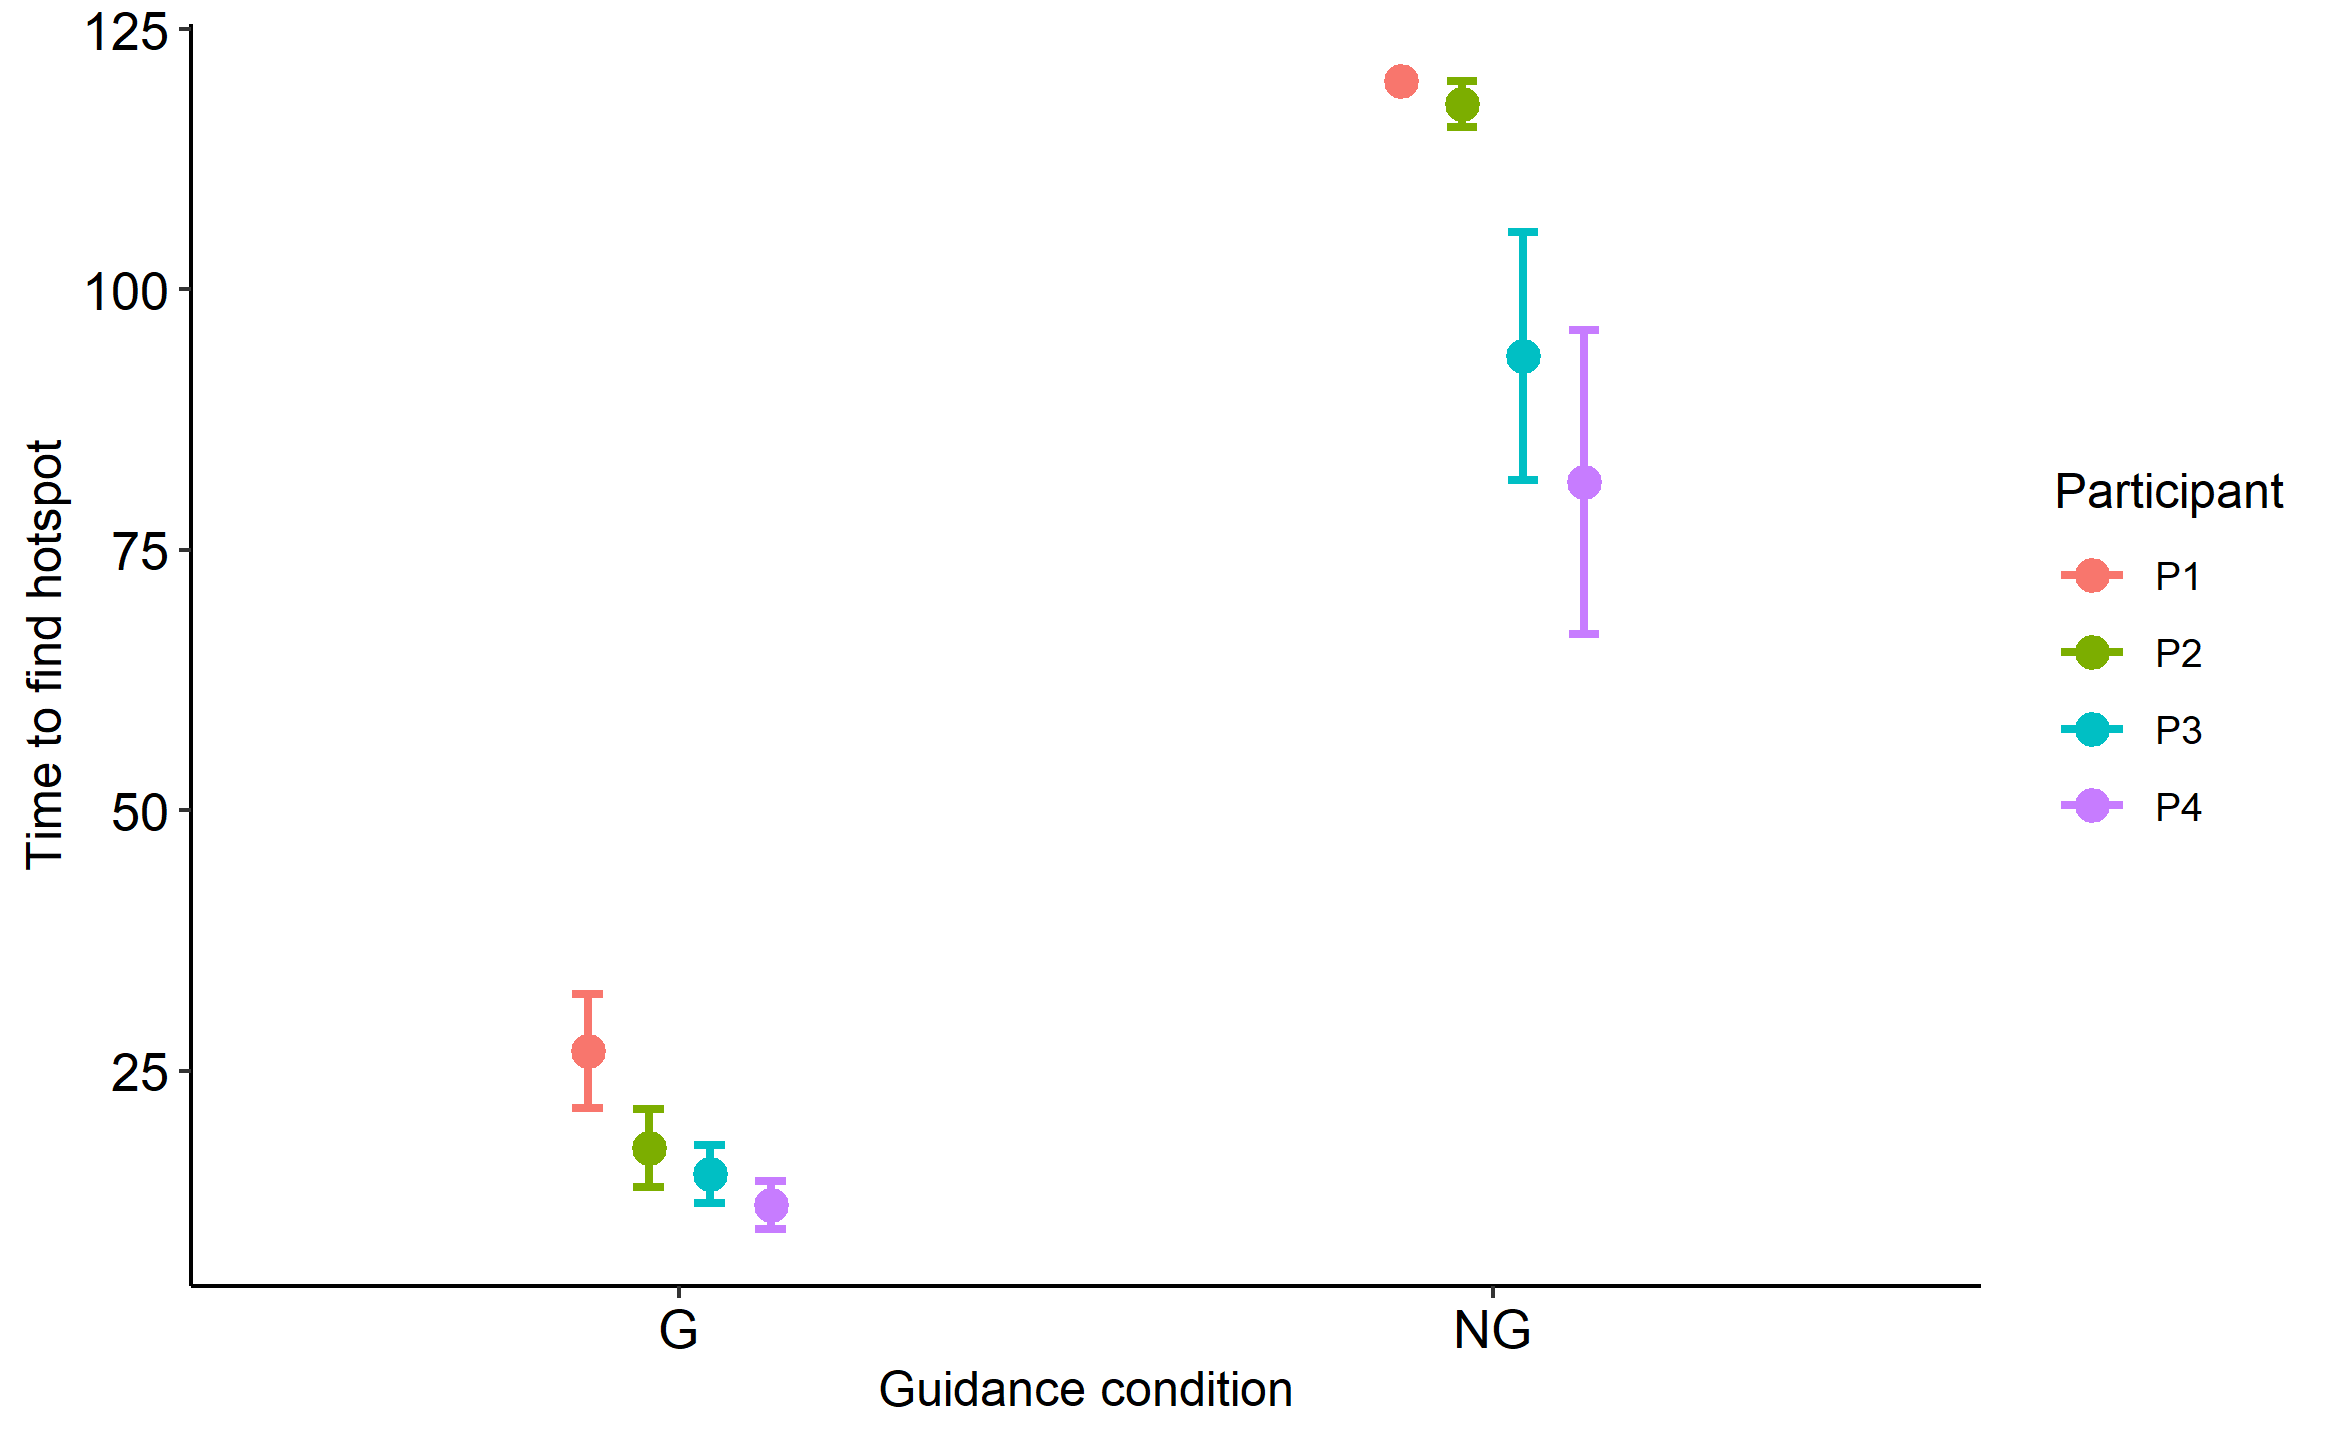 125
100
75
50
25
Time to find hotspot
G
NG
Guidance condition
Participant
P1
P2
P3
P4